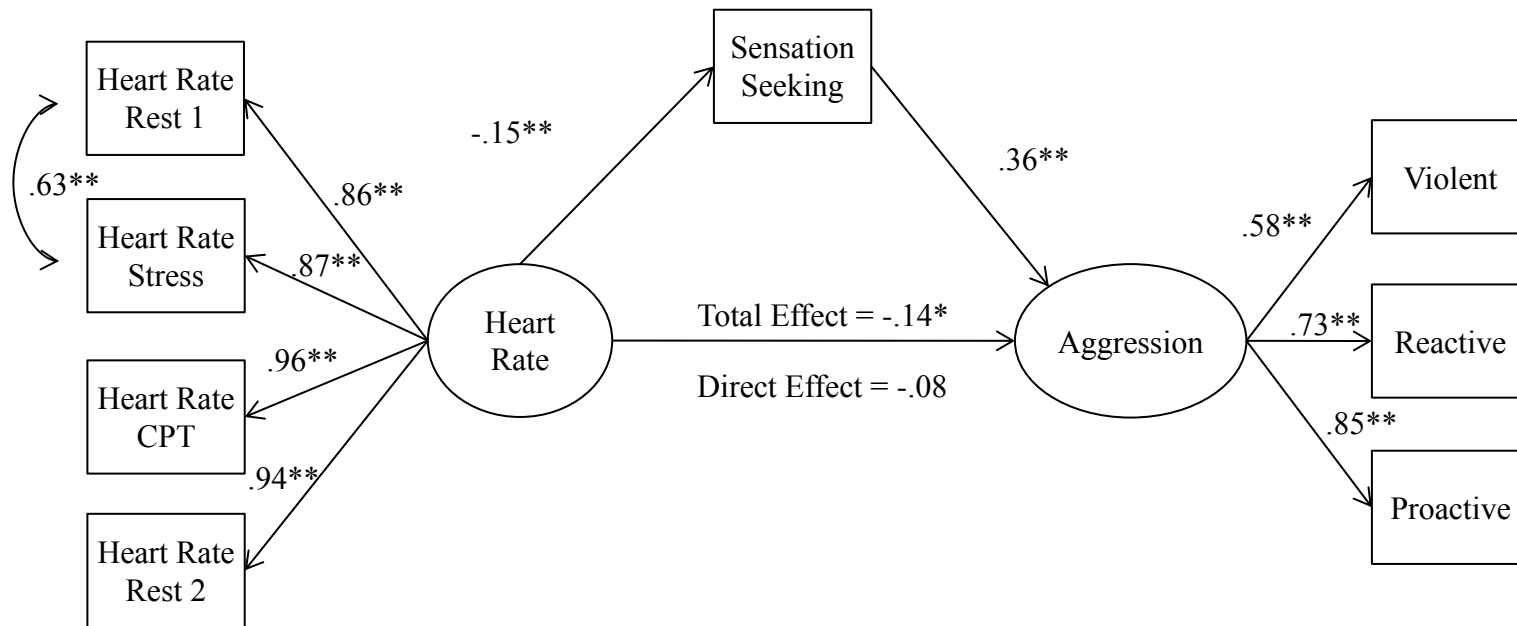 Heart Rate
Rest 1
Heart Rate
Stress
Heart Rate
CPT
Heart Rate
Rest 2
.63**
.86**
.87**
.96**
.94**
Heart
Rate
-.15**
Sensation
Seeking
.36**
Total Effect = -.14*
Direct Effect = -.08
Aggression
.58**
.73**
.85**
Violent
Reactive
Proactive